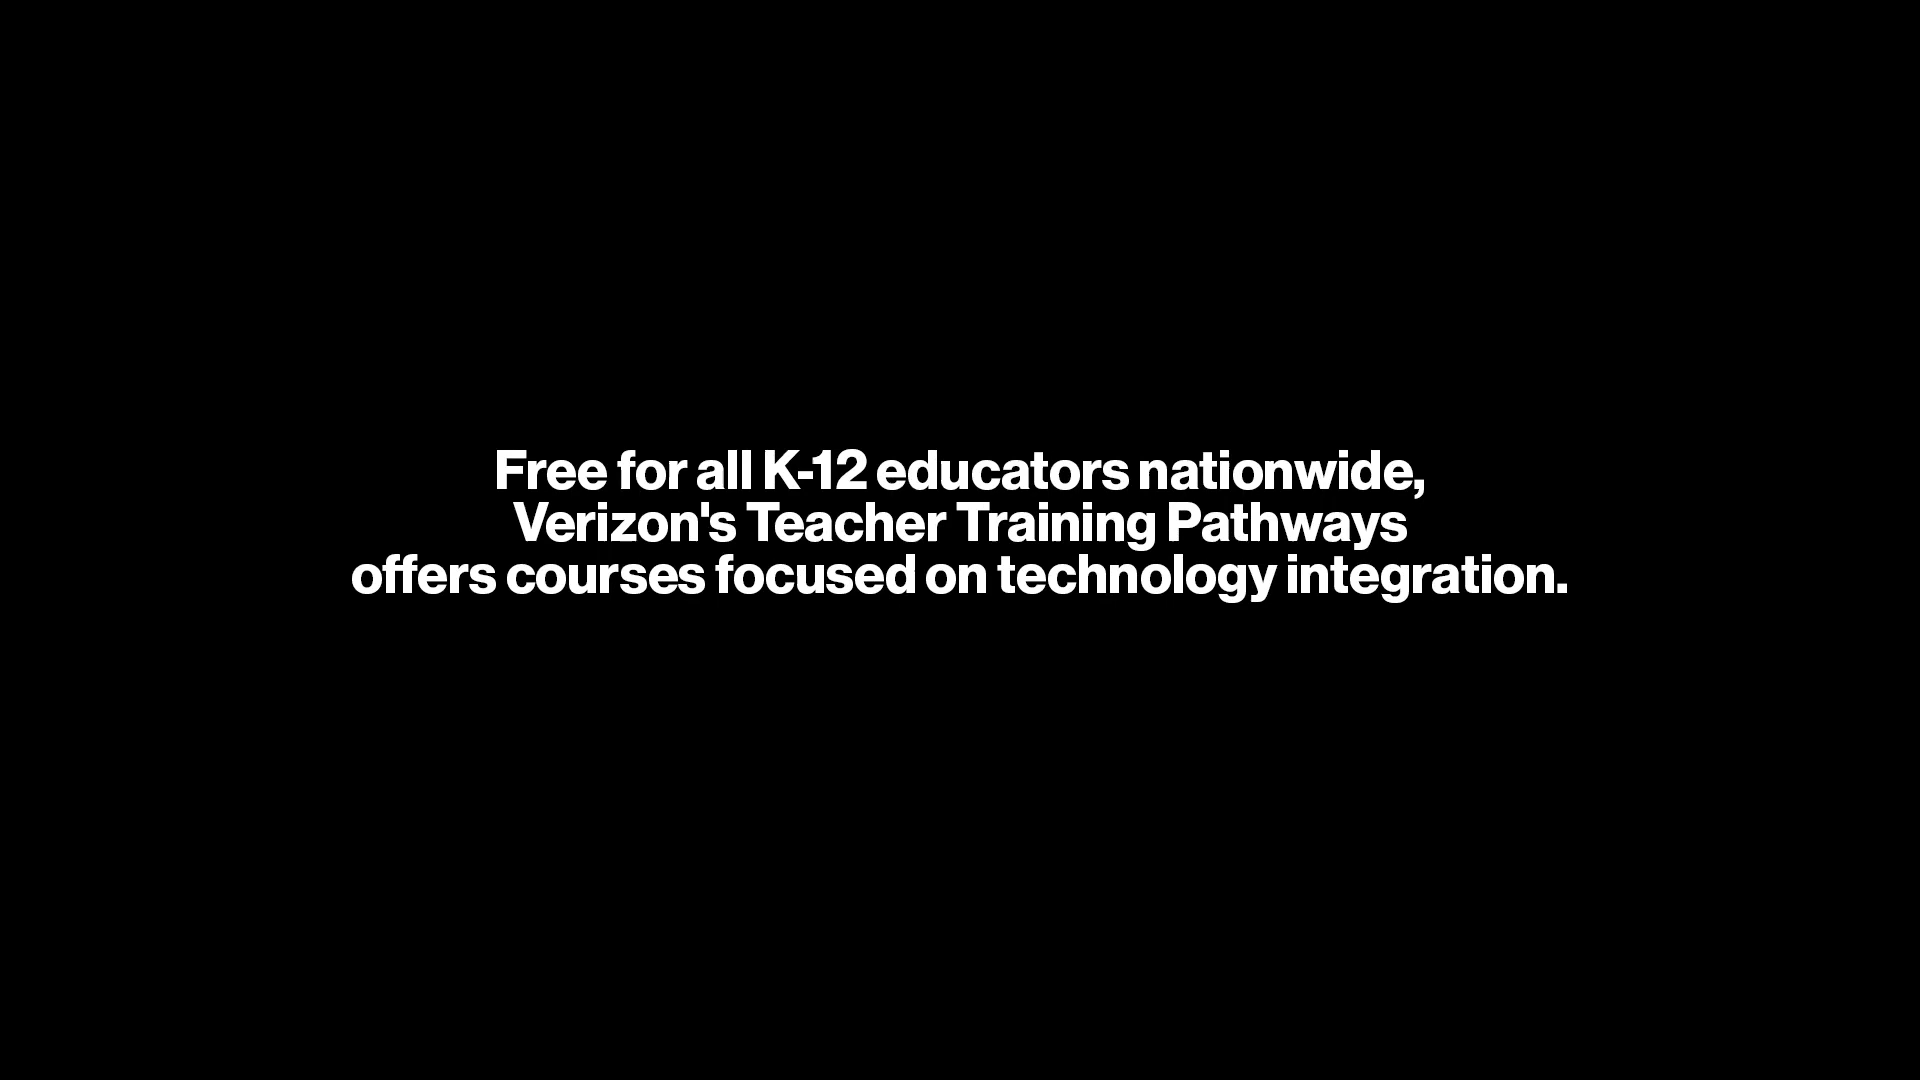 Free for all K-12 educators nationwide,
Verizon's Teacher Training Pathways
offers courses focused on technology integration.